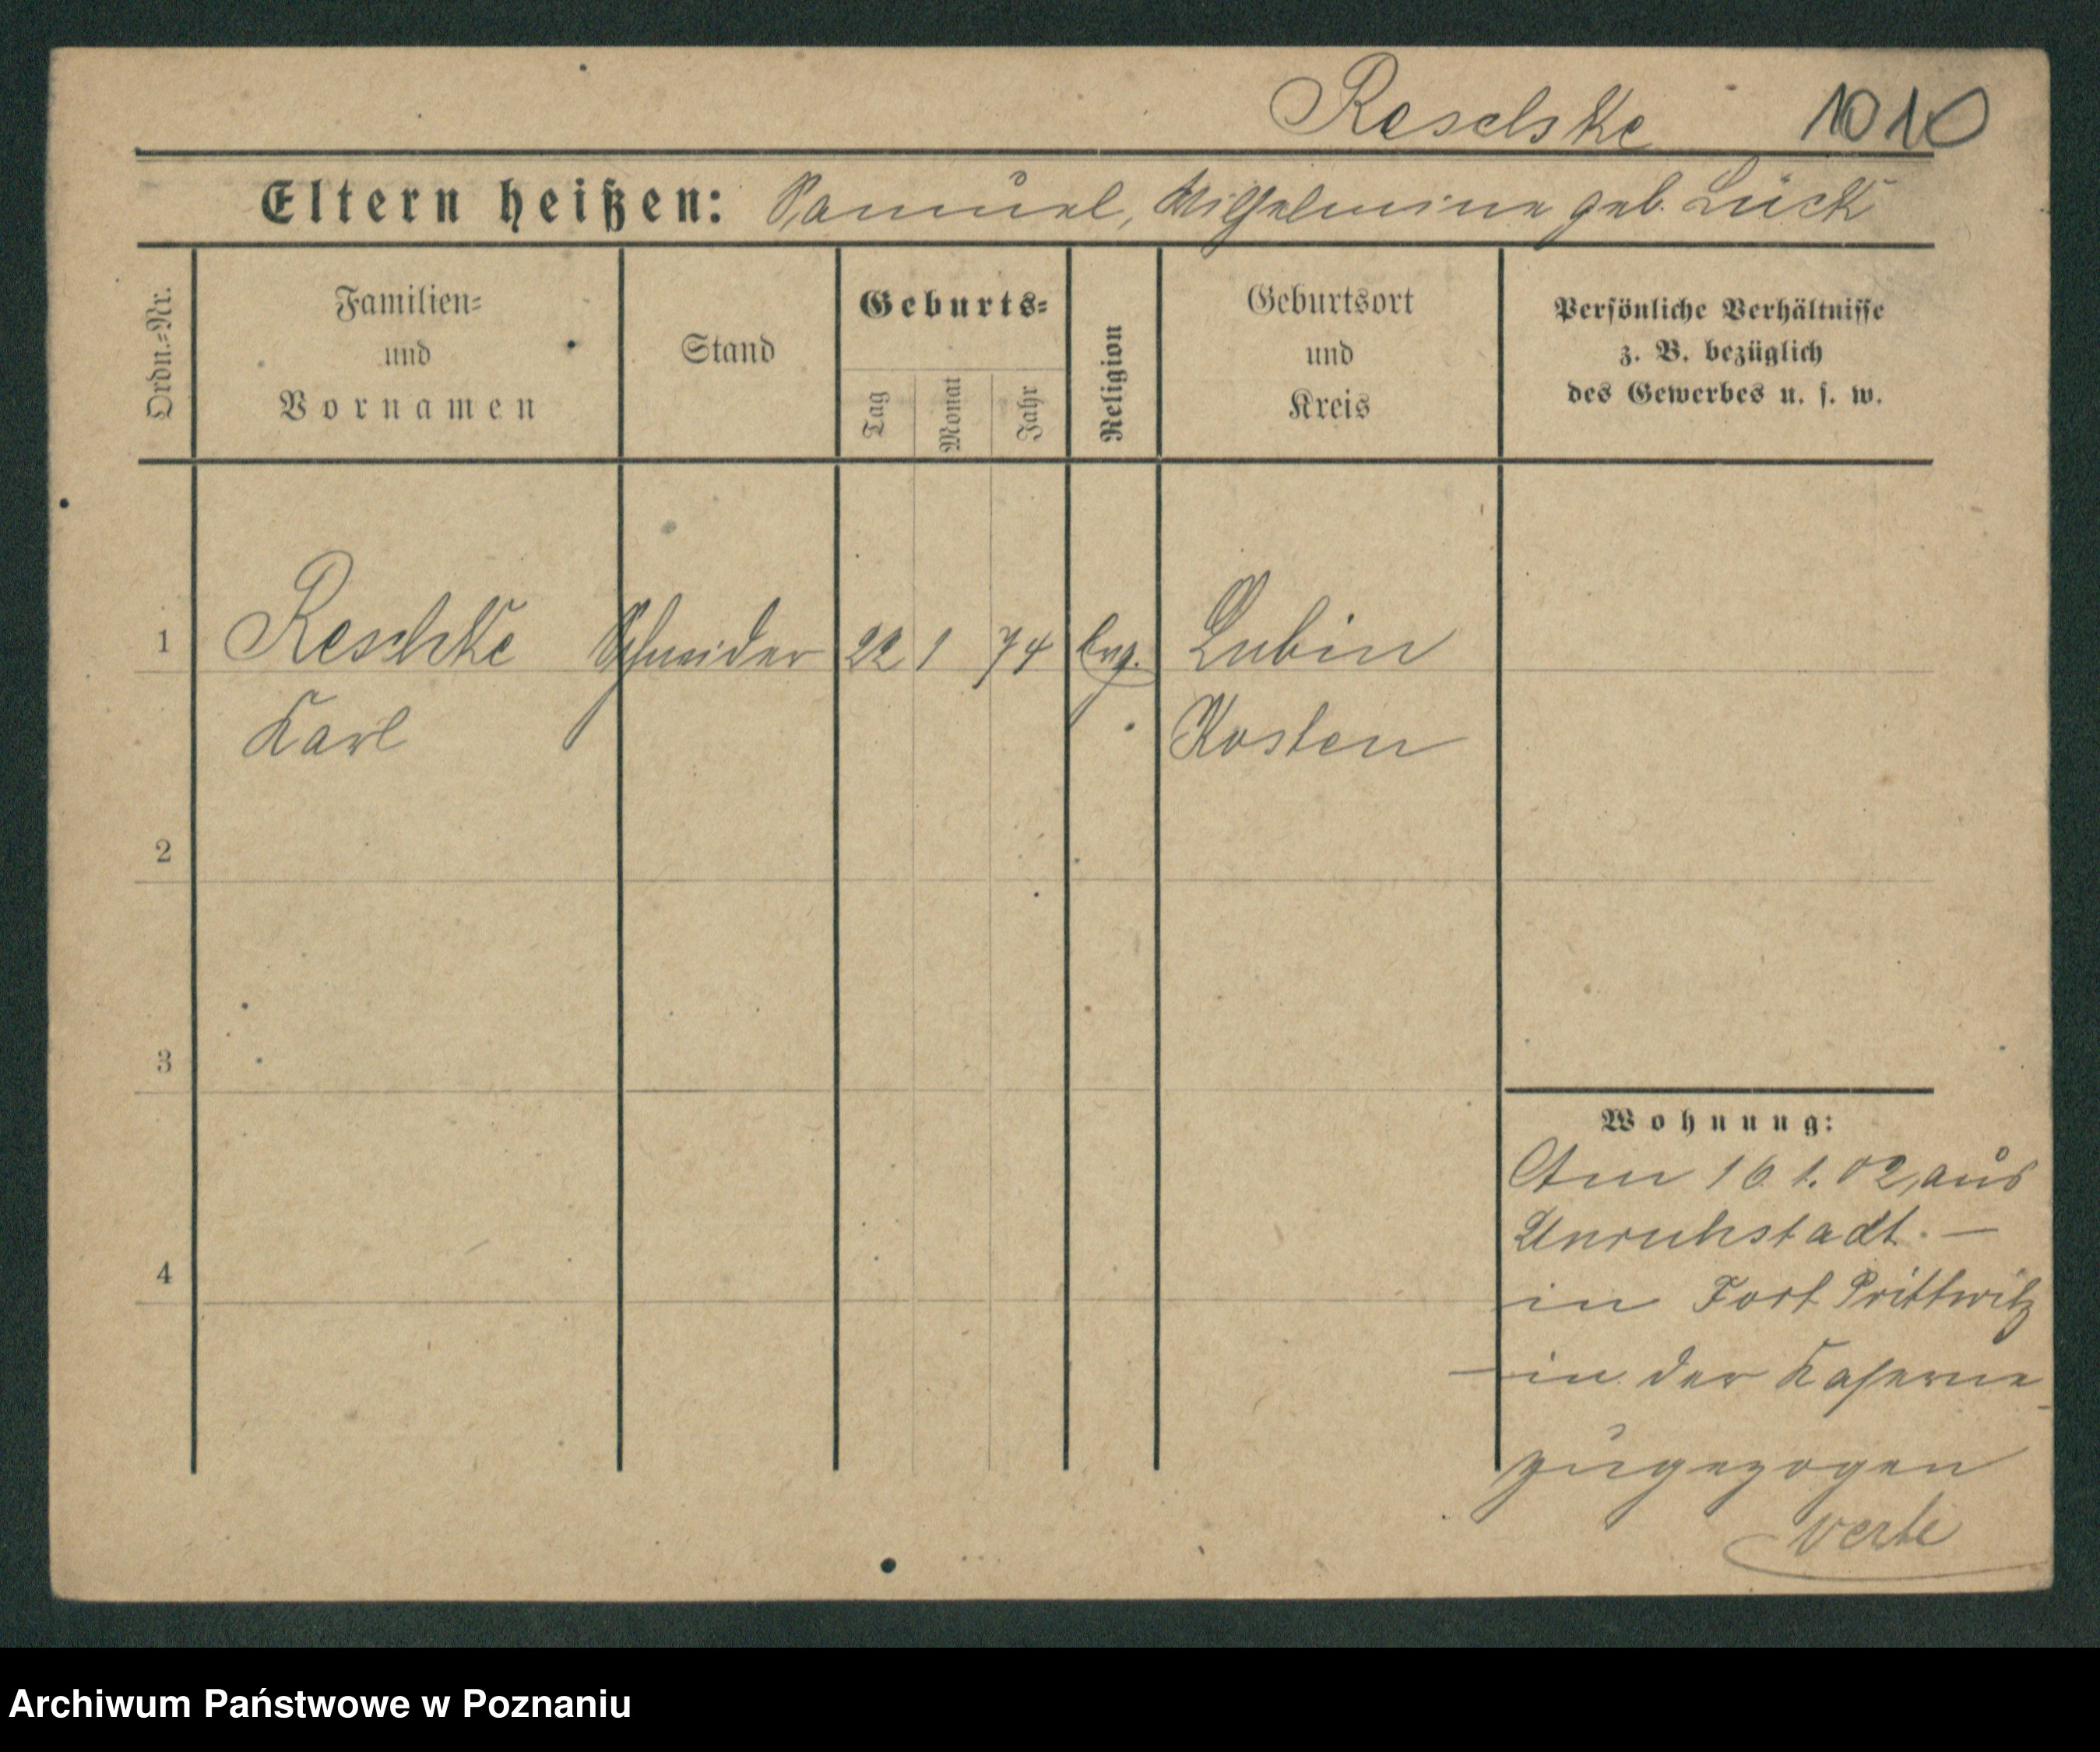 Reschke 1010
Eltern heißen: Samuel, Wilhelmine geb. Lück
Ordn.-Nr.
Familien-
und
Vornamen
Stand
Geburts-
Tag
Monat
Jahr
Religion
Geburtsort
und
Kreis
Persönliche Verhältnisse
z. B. bezüglich
des Gewerbes u. s. w.
1 Reschke Schneider 22 1 74 evg. Lubin
Karl Kosten
2
3
4
Wohnung:
Am 16.1.02, aus
Unruhstadt. –
in Fort Prittwitz
– in der Kaserne –
zugezogen
verte
Archiwum Państwowe w Poznaniu